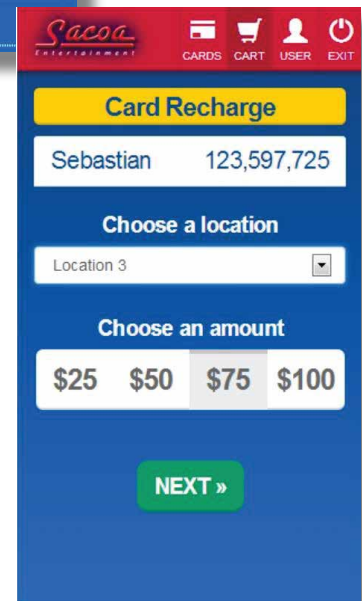 Sacoa
Entertainment
CARDS CART USER EXIT
Card Recharge
Sebastian 123,597,725
Choose a location
Location 3
Choose an amount
$25 $50 $75 $100
NEXT »